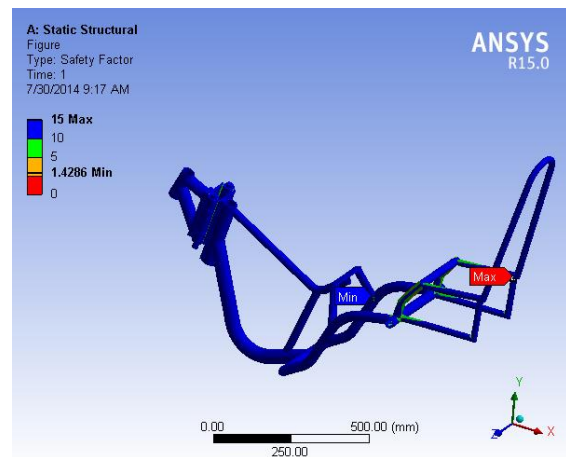 A: Static Structural
Figure
Type: Safety Factor
Time: 1
7/30/2014 9:17 AM
ANSYS
R15.0
15 Max
10
5
1.4286 Min
0
Max
Min
0.00
500.00 (mm)
250.00
Y
Z
X